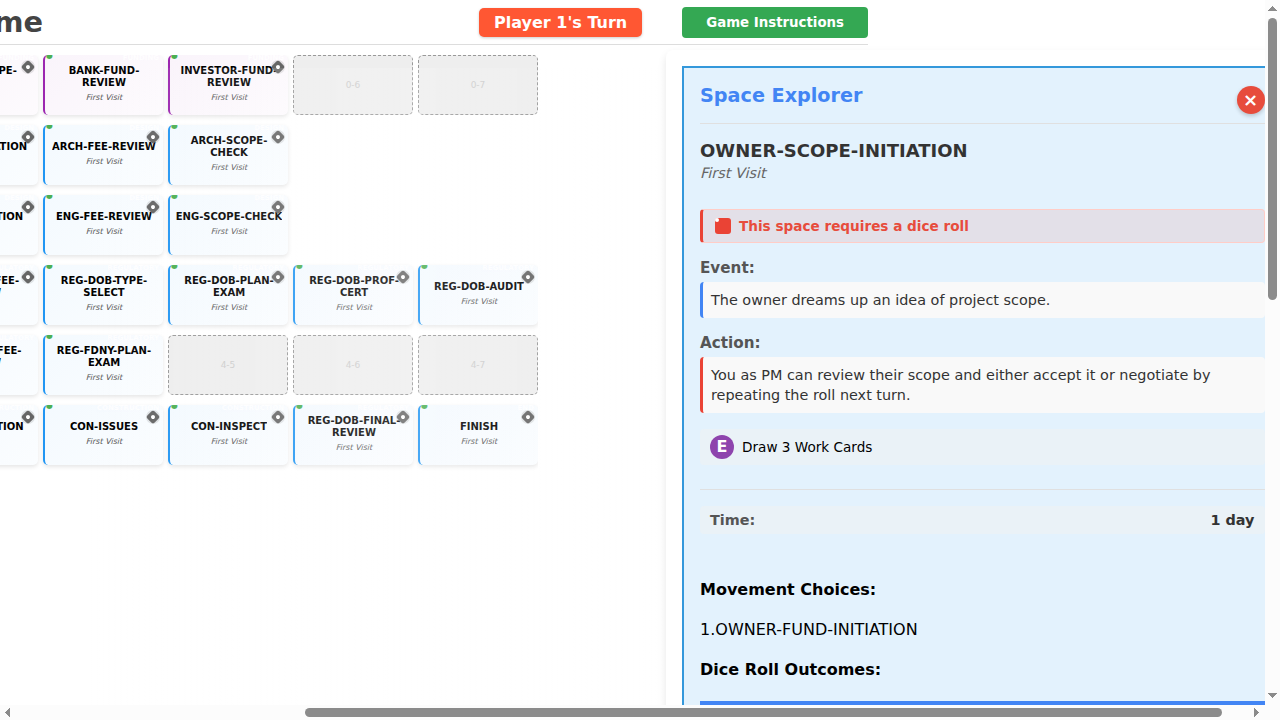 me
Player 1's Turn
Game Instructions
PE-
BANK-FUND-
REVIEW
First Visit
INVESTOR-FUND-
REVIEW
First Visit
0-6
0-7
TION
ARCH-FEE-REVIEW
First Visit
ARCH-SCOPE-
CHECK
First Visit
TION
ENG-FEE-REVIEW
First Visit
ENG-SCOPE-CHECK
First Visit
FEE-
REG-DOB-TYPE-
SELECT
First Visit
REG-DOB-PLAN-
EXAM
First Visit
REG-DOB-PROF-
CERT
First Visit
REG-DOB-AUDIT
First Visit
FEE-
REG-FDNY-PLAN-
EXAM
First Visit
4-5
4-6
4-7
TION
CON-ISSUES
First Visit
CON-INSPECT
First Visit
REG-DOB-FINAL-
REVIEW
First Visit
FINISH
First Visit
Space Explorer
×
OWNER-SCOPE-INITIATION
First Visit
This space requires a dice roll
Event:
The owner dreams up an idea of project scope.
Action:
You as PM can review their scope and either accept it or negotiate by
repeating the roll next turn.
E Draw 3 Work Cards
Time: 1 day
Movement Choices:
1.OWNER-FUND-INITIATION
Dice Roll Outcomes: